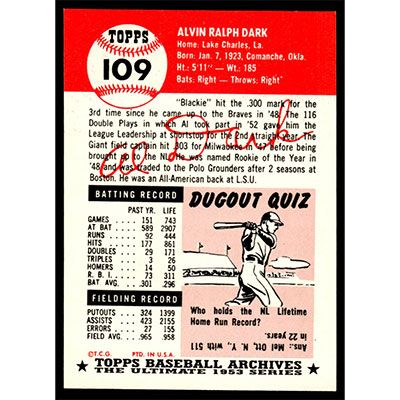 TOPPS
109
ALVIN RALPH DARK
Home: Lake Charles, La.
Born: Jan. 7, 1923, Comanche, Okla.
Ht.: 5'11" — Wt.: 185
Bats: Right — Throws: Right
"Blackie" hit the .300 mark for the 3rd
time since he came up to the Braves in '48. The 116
Double Plays in which Al took part in '52 gave him the
League Leadership at Shortstop for the 2nd straight year. The
Giant field captain hit .303 for Milwaukee in '47 before being
brought up to the NL. He was named Rookie of the Year in
'48 and was traded to the Polo Grounders after 2 seasons at
Boston. He was an All-American back at L.S.U.
Al Dark
BATTING RECORD
PAST YR. LIFE
GAMES 151 743
AT BAT 589 2907
RUNS 92 444
HITS 177 861
DOUBLES 29 171
TRIPLES 3 26
HOMERS 14 50
R. B. I. 73 311
BAT AVG. .301 .296
FIELDING RECORD
PUTOUTS 324 1399
ASSISTS 423 2155
ERRORS 27 155
FIELD AVG. .965 .958
©T.C.G. PTD. IN U.S.A.
DUGOUT QUIZ
Who holds the NL Lifetime
Home Run Record?
Ans.: Mel Ott, N.Y. with 511
in 22 years.
TOPPS BASEBALL ARCHIVES
THE ULTIMATE 1953 SERIES